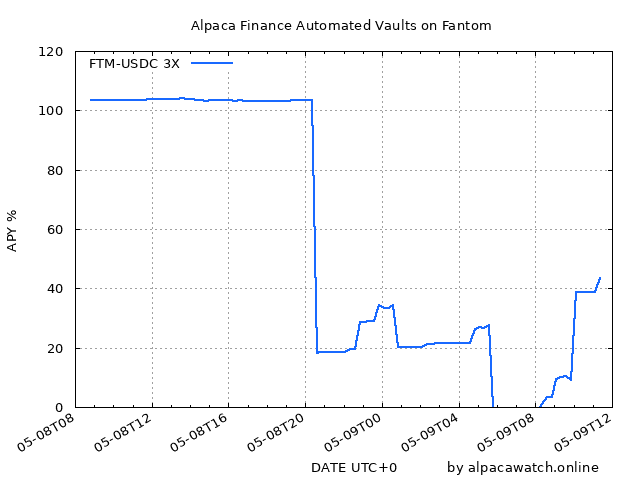 Alpaca Finance Automated Vaults on Fantom
FTM-USDC 3X
APY %
120
100
80
60
40
20
0
05-08T08
05-08T12
05-08T16
05-08T20
05-09T00
05-09T04
05-09T08
05-09T12
DATE UTC+0
by alpacawatch.online